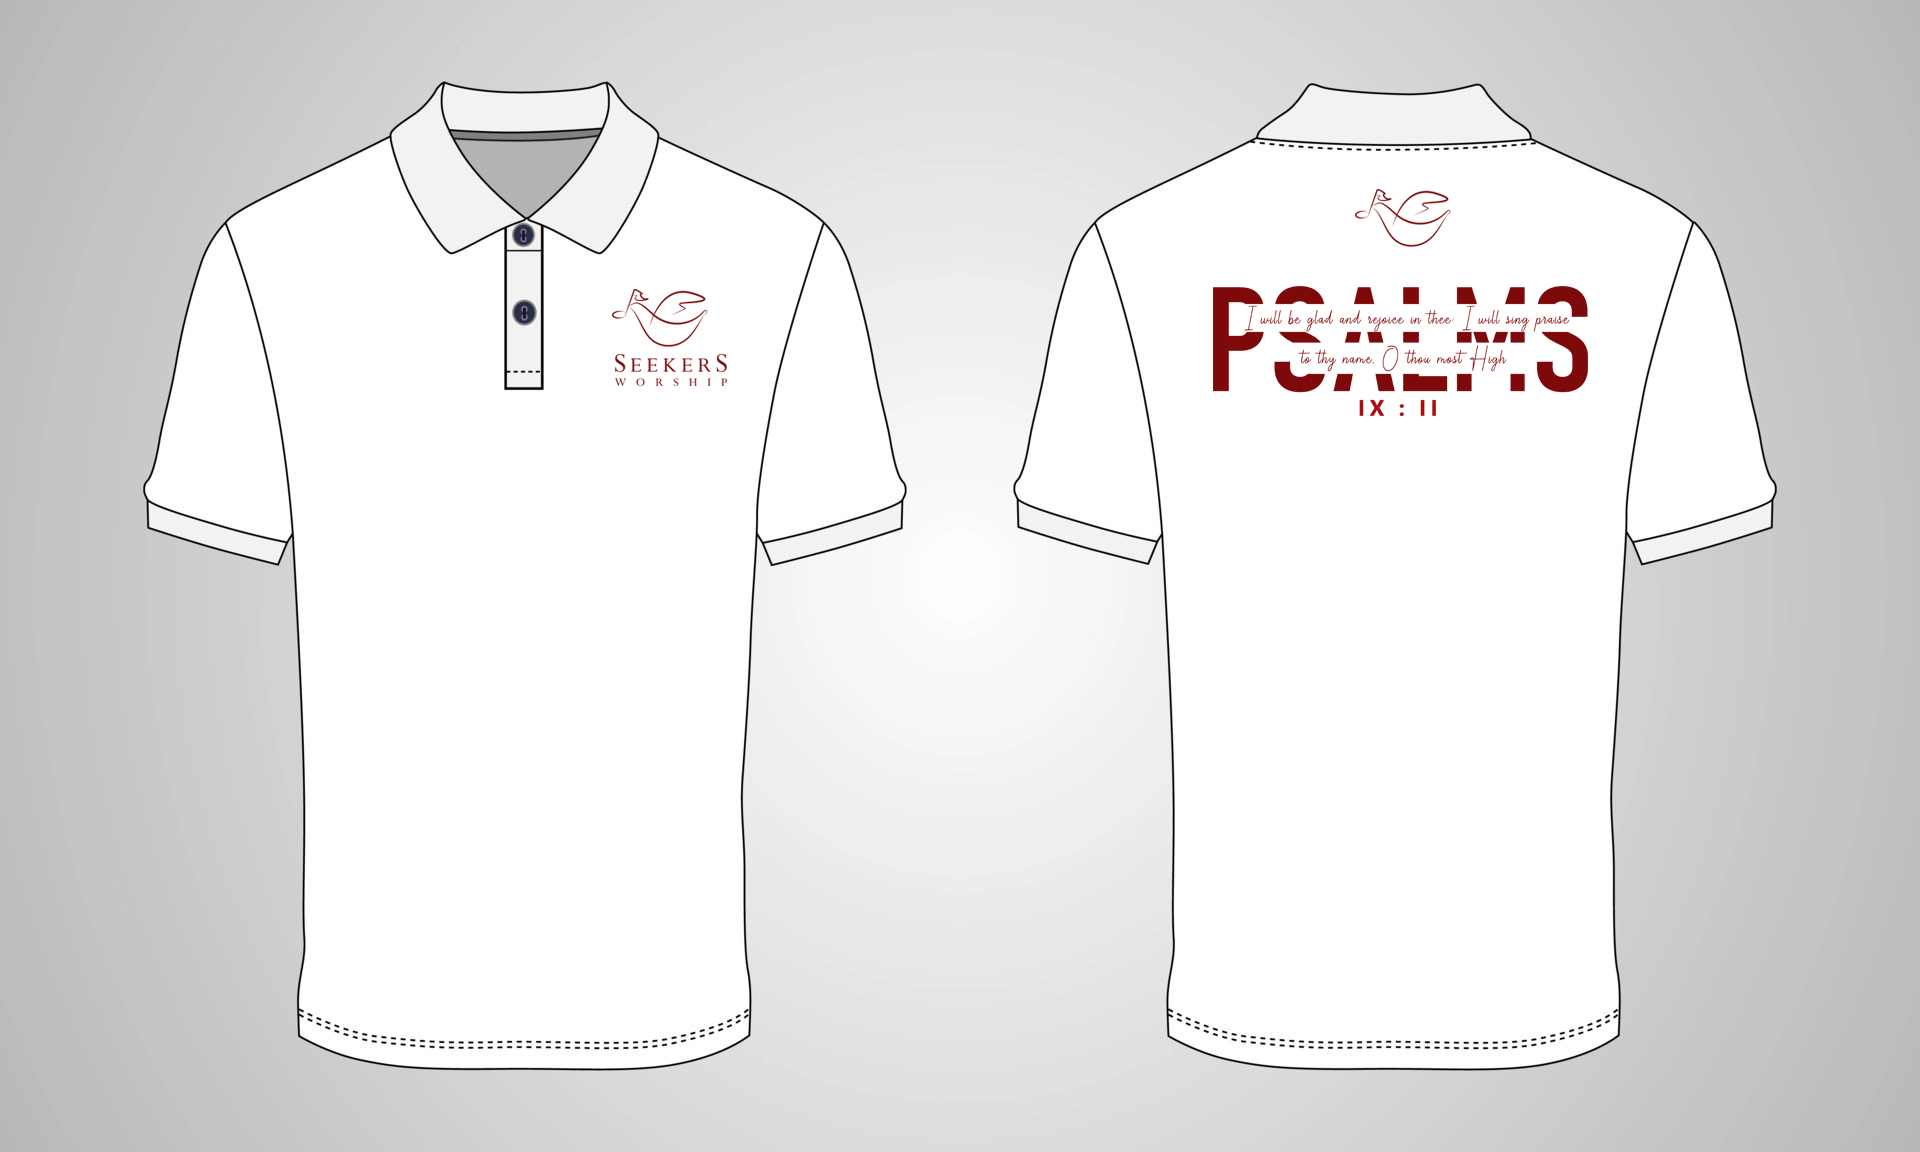 SEEKERS
WORSHIP
PSALMS
I will be glad and rejoice in thee: I will sing praise
to thy name, O thou most High
IX : II